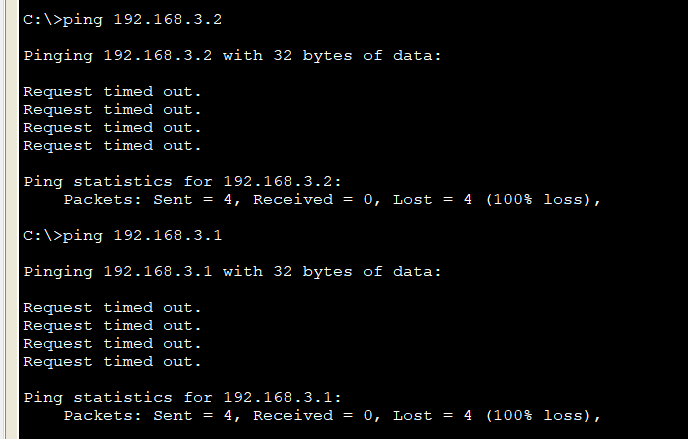 C:\>ping 192.168.3.2
Pinging 192.168.3.2 with 32 bytes of data:
Request timed out.
Request timed out.
Request timed out.
Request timed out.
Ping statistics for 192.168.3.2:
    Packets: Sent = 4, Received = 0, Lost = 4 (100% loss),
C:\>ping 192.168.3.1
Pinging 192.168.3.1 with 32 bytes of data:
Request timed out.
Request timed out.
Request timed out.
Request timed out.
Ping statistics for 192.168.3.1:
    Packets: Sent = 4, Received = 0, Lost = 4 (100% loss),